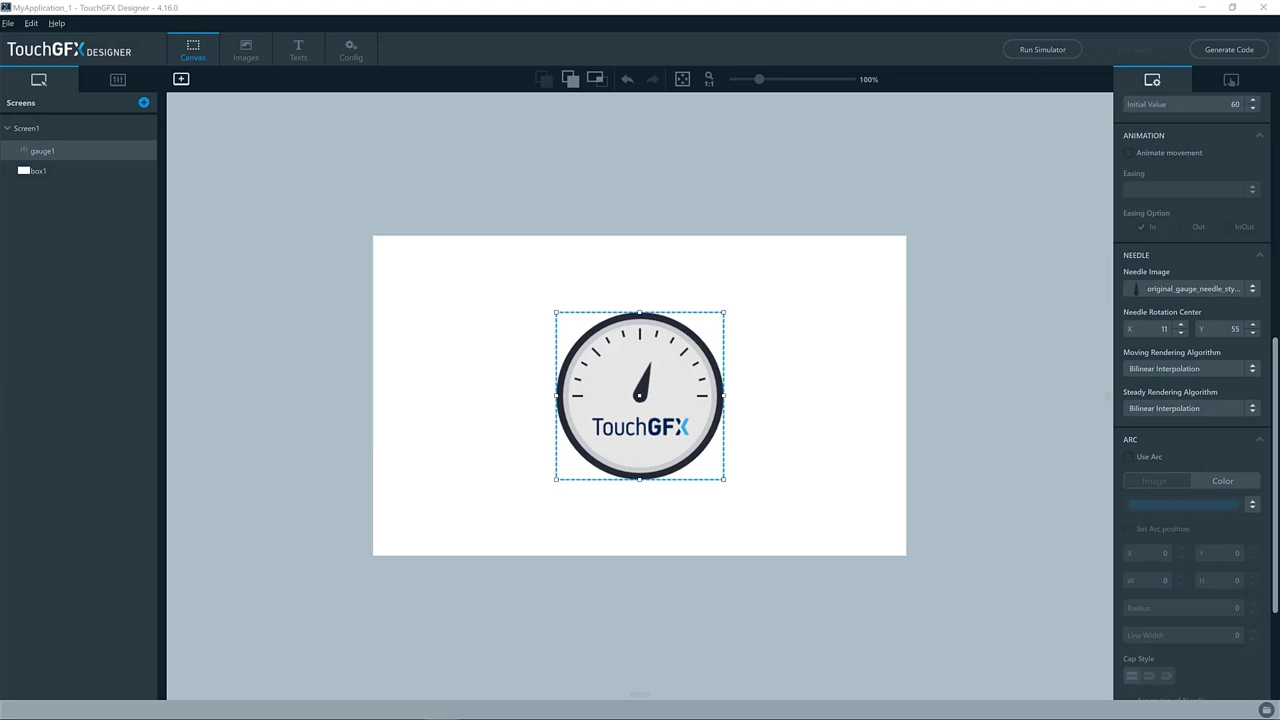 MyApplication_1 - TouchGFX Designer - 4.16.0
File Edit Help
TouchGFX DESIGNER
Canvas Images Texts Config
Run Simulator
Generate Code
1:1 100%
Screens
Screen1
gauge1
box1
TouchGFX
Initial Value 60
ANIMATION
Animate movement
Easing
Easing Option
In Out InOut
NEEDLE
Needle Image
original_gauge_needle_sty...
Needle Rotation Center
X 11 Y 55
Moving Rendering Algorithm
Bilinear Interpolation
Steady Rendering Algorithm
Bilinear Interpolation
ARC
Use Arc
Image Color
Set Arc position
X 0 Y 0
W 0 H 0
Radius 0
Line Width 0
Cap Style